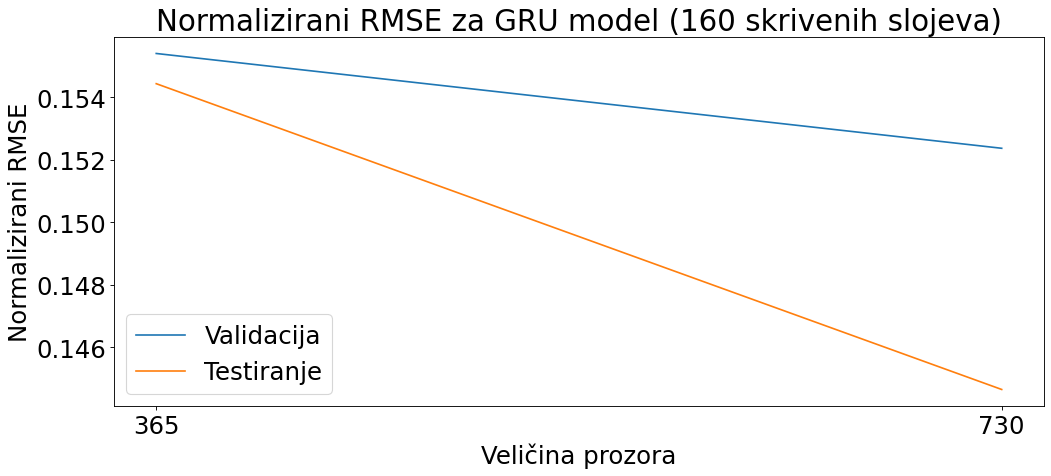 Normalizirani RMSE za GRU model (160 skrivenih slojeva)
Normalizirani RMSE
0.154
0.152
0.150
0.148
0.146
Validacija
Testiranje
365
730
Veličina prozora